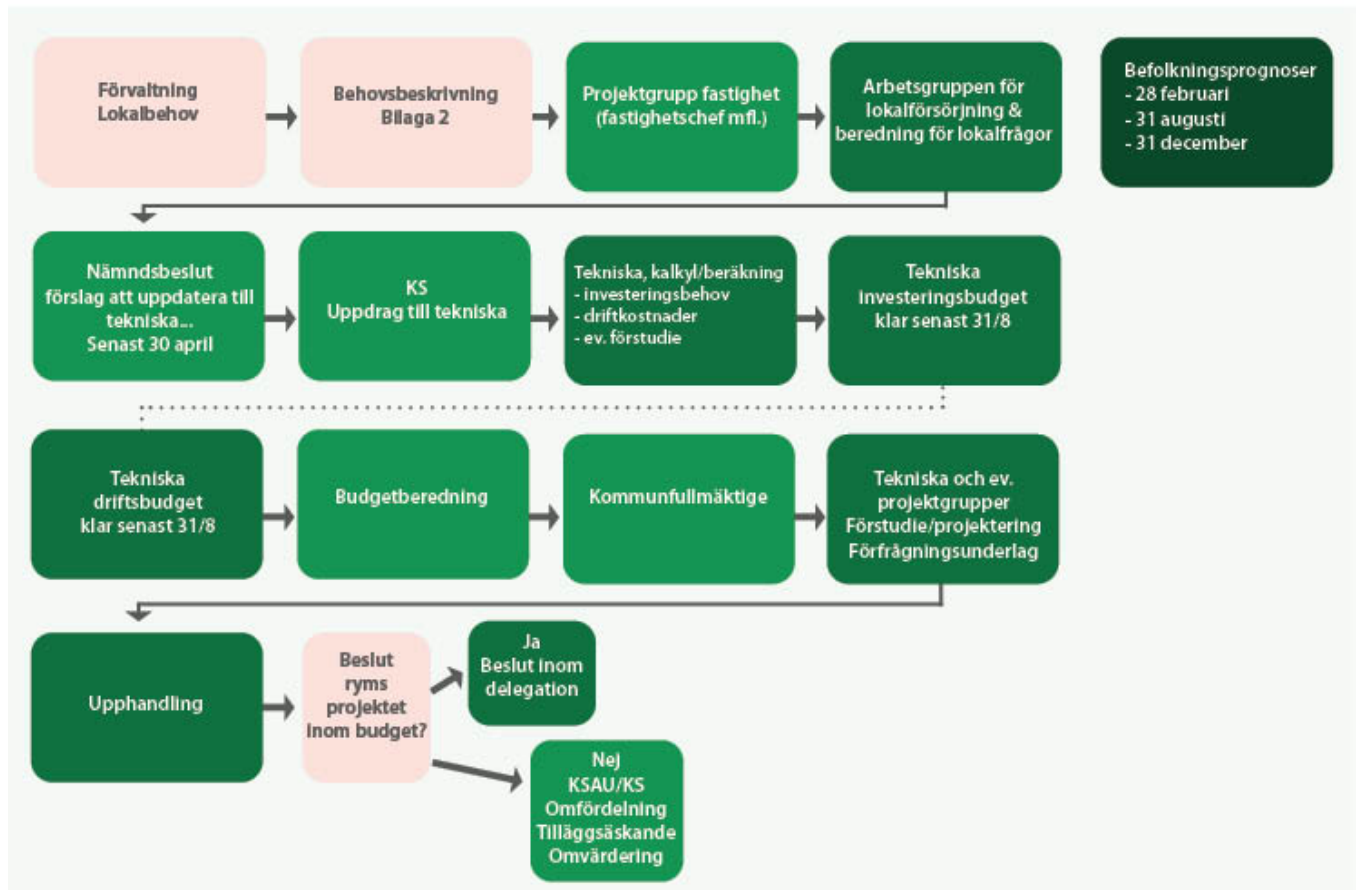 Förvaltning
Lokalbehov
Behovsbeskrivning
Bilaga 2
Projektgrupp fastighet
(fastighetschef mfl.)
Arbetsgruppen för
lokalförsörjning &
beredning för lokalfrågor
Befolkningsprognoser
- 28 februari
- 31 augusti
- 31 december
Nämndsbeslut
förslag att uppdatera till
tekniska...
Senast 30 april
KS
Uppdrag till tekniska
Tekniska, kalkyl/beräkning
- investeringsbehov
- driftkostnader
- ev. förstudie
Tekniska
investeringsbudget
klar senast 31/8
Tekniska
driftsbudget
klar senast 31/8
Budgetberedning
Kommunfullmäktige
Tekniska och ev.
projektgrupper
Förstudie/projektering
Förfrågningsunderlag
Upphandling
Beslut
ryms
projektet
inom budget?
Ja
Beslut inom
delegation
Nej
KSAU/KS
Omfördelning
Tilläggsäskande
Omvärdering